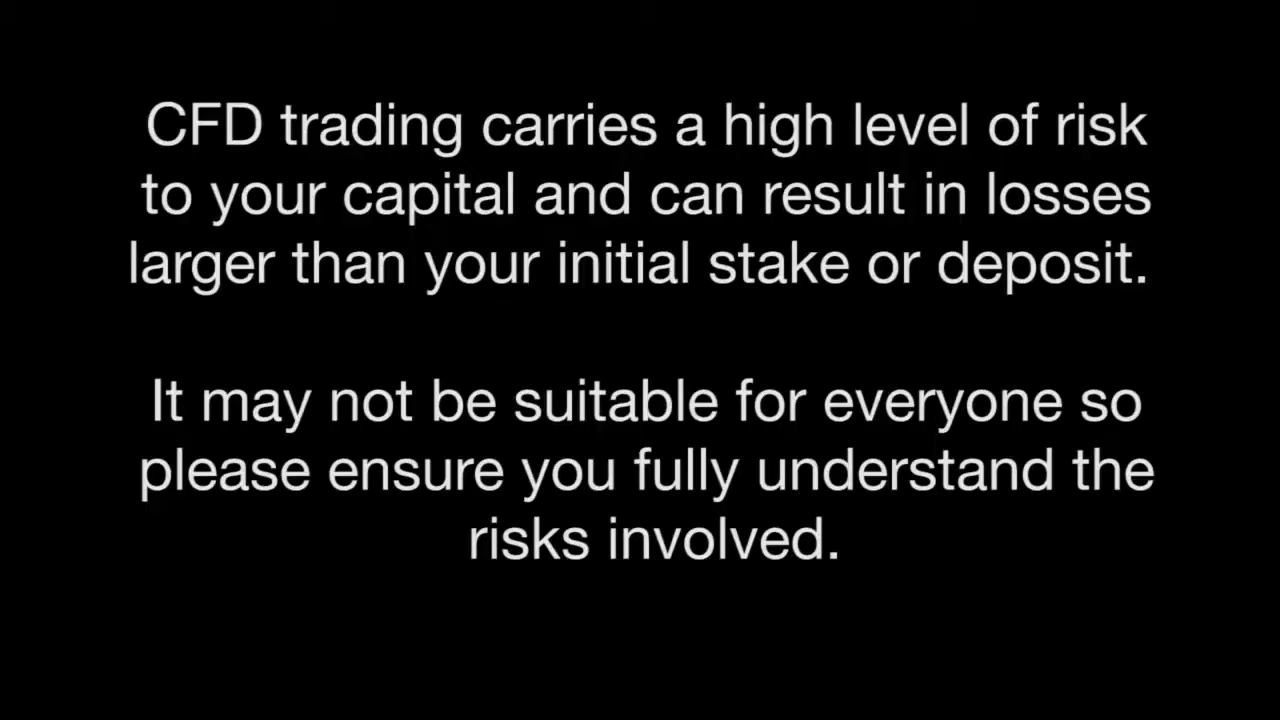 CFD trading carries a high level of risk
to your capital and can result in losses
larger than your initial stake or deposit.
It may not be suitable for everyone so
please ensure you fully understand the
risks involved.